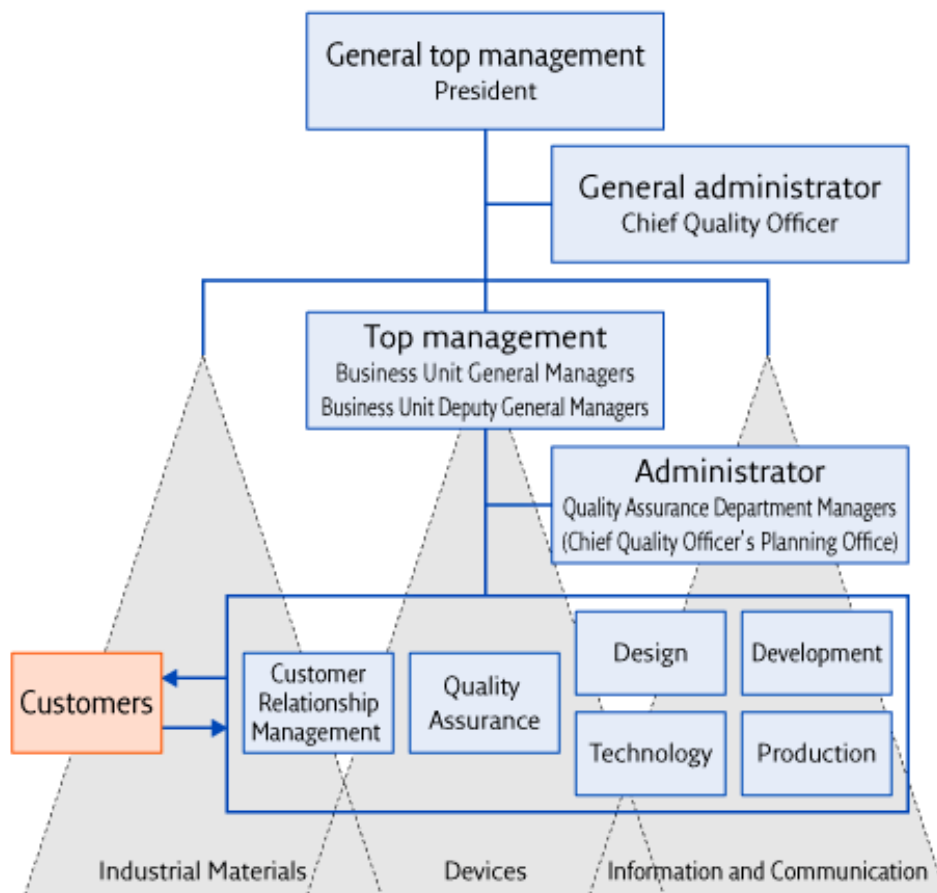 General top management
President
General administrator
Chief Quality Officer
Top management
Business Unit General Managers
Business Unit Deputy General Managers
Administrator
Quality Assurance Department Managers
(Chief Quality Officer's Planning Office)
Customers
Customer
Relationship
Management
Quality
Assurance
Design
Development
Technology
Production
Industrial Materials
Devices
Information and Communication